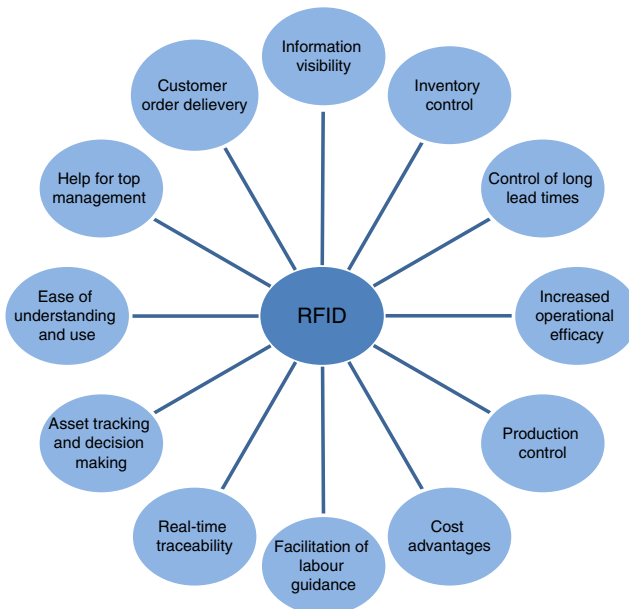 Information
visibility
Inventory
control
Control of long
lead times
Increased
operational
efficacy
Production
control
Cost
advantages
Facilitation of
labour
guidance
Real-time
traceability
Asset tracking
and decision
making
Ease of
understanding
and use
Help for top
management
Customer
order delievery
RFID